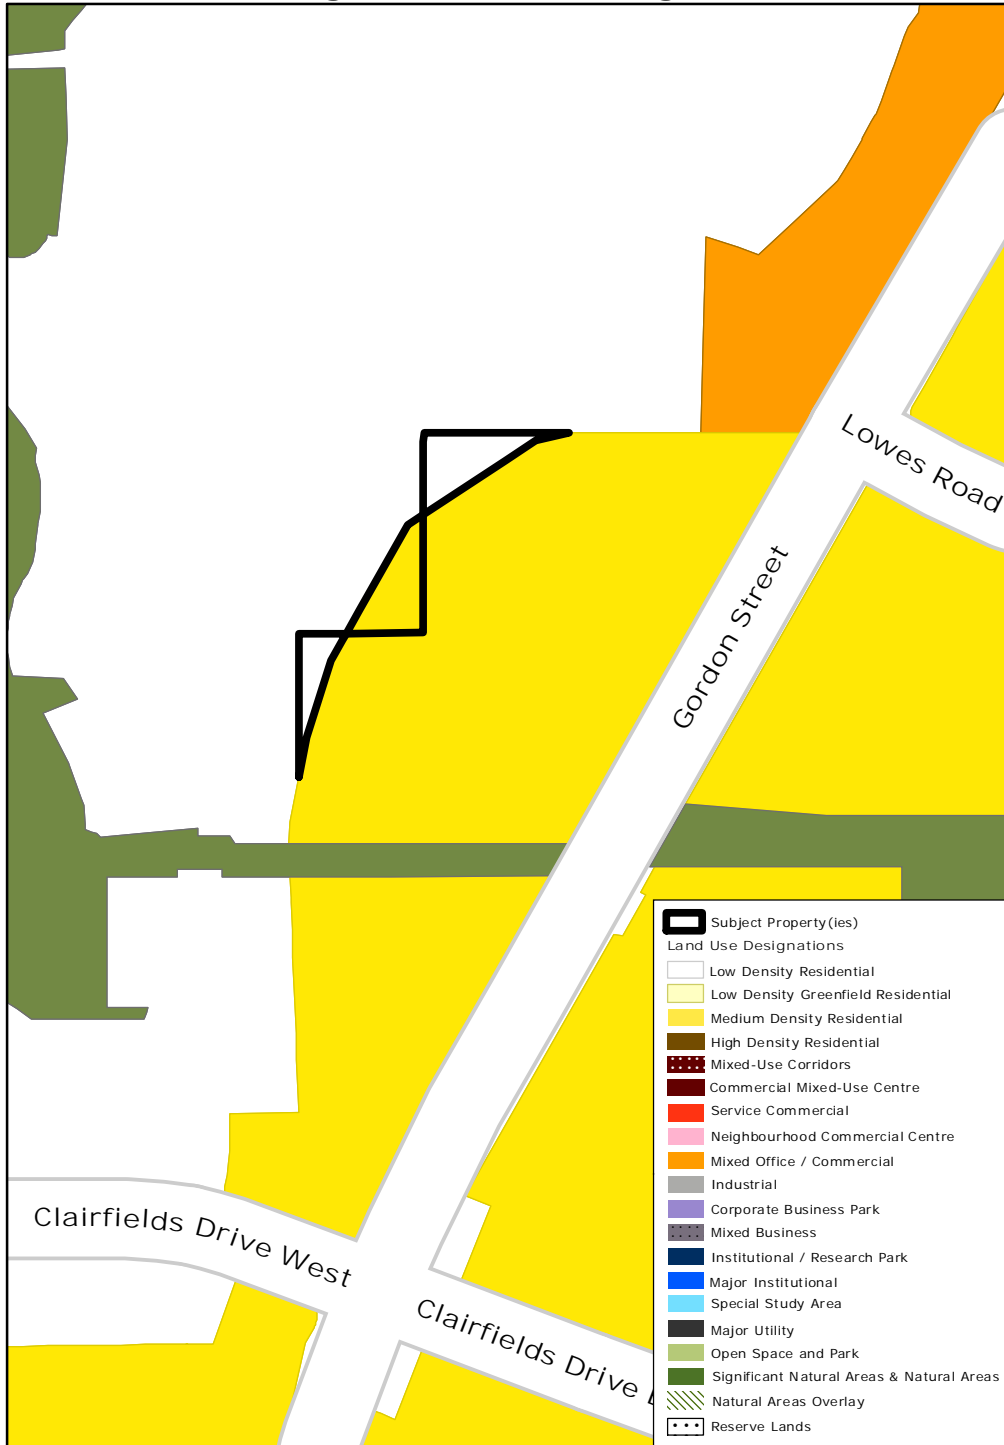 Lowes Road
Gordon Street
Clairfields Drive West
Clairfields Drive
Subject Property(ies)
Land Use Designations
Low Density Residential
Low Density Greenfield Residential
Medium Density Residential
High Density Residential
Mixed-Use Corridors
Commercial Mixed-Use Centre
Service Commercial
Neighbourhood Commercial Centre
Mixed Office / Commercial
Industrial
Corporate Business Park
Mixed Business
Institutional / Research Park
Major Institutional
Special Study Area
Major Utility
Open Space and Park
Significant Natural Areas & Natural Areas
Natural Areas Overlay
Reserve Lands